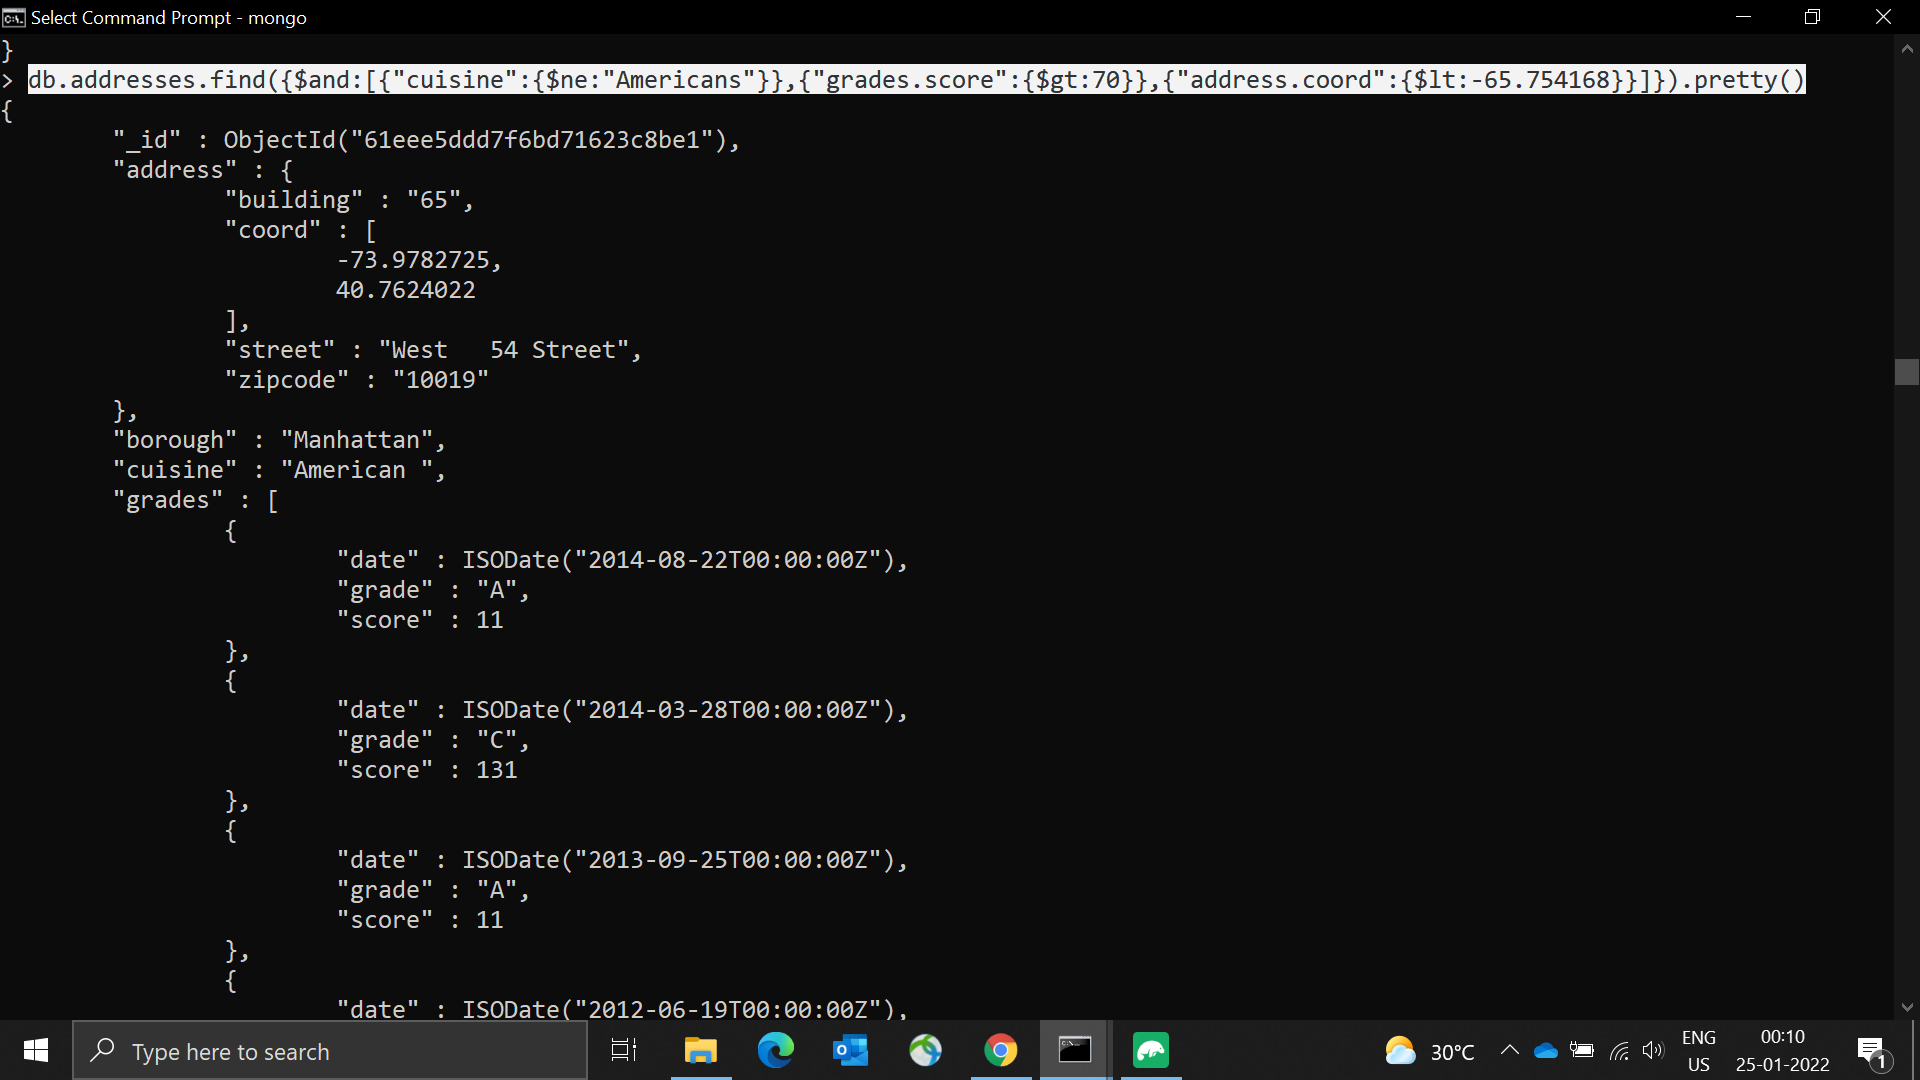 Select Command Prompt - mongo
}
> db.addresses.find({$and:[{"cuisine":{$ne:"Americans"}},{"grades.score":{$gt:70}},{"address.coord":{$lt:-65.754168}}]}).pretty()
{
"_id" : ObjectId("61eee5ddd7f6bd71623c8be1"),
"address" : {
"building" : "65",
"coord" : [
-73.9782725,
40.7624022
],
"street" : "West   54 Street",
"zipcode" : "10019"
},
"borough" : "Manhattan",
"cuisine" : "American ",
"grades" : [
{
"date" : ISODate("2014-08-22T00:00:00Z"),
"grade" : "A",
"score" : 11
},
{
"date" : ISODate("2014-03-28T00:00:00Z"),
"grade" : "C",
"score" : 131
},
{
"date" : ISODate("2013-09-25T00:00:00Z"),
"grade" : "A",
"score" : 11
},
{
"date" : ISODate("2012-06-19T00:00:00Z"),
Type here to search
30°C
ENG
US
00:10
25-01-2022
1